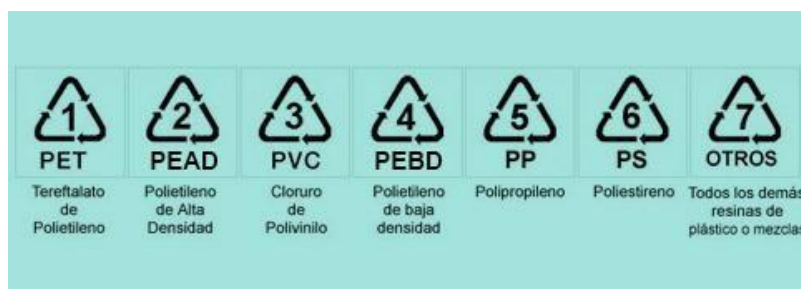 1
PET
Tereftalato
de
Polietileno
2
PEAD
Polietileno
de Alta
Densidad
3
PVC
Cloruro
de
Polivinilo
4
PEBD
Polietileno
de baja
densidad
5
PP
Polipropileno
6
PS
Poliestireno
7
OTROS
Todos los demás
resinas de
plástico o mezclas